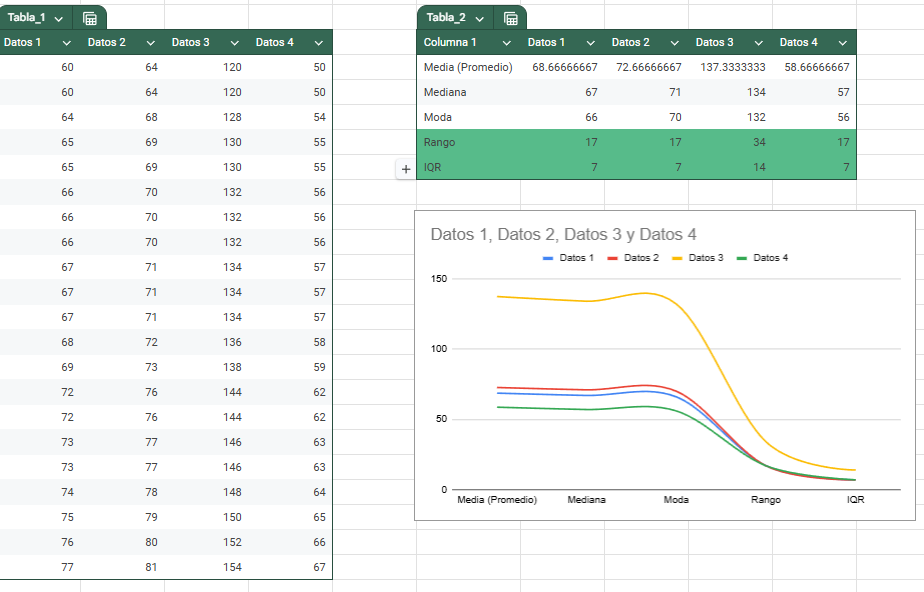 Tabla_1
Datos 1 Datos 2 Datos 3 Datos 4
60 64 120 50
60 64 120 50
64 68 128 54
65 69 130 55
65 69 130 55
66 70 132 56
66 70 132 56
66 70 132 56
67 71 134 57
67 71 134 57
67 71 134 57
68 72 136 58
69 73 138 59
72 76 144 62
72 76 144 62
73 77 146 63
73 77 146 63
74 78 148 64
75 79 150 65
76 80 152 66
77 81 154 67
Tabla_2
Columna 1 Datos 1 Datos 2 Datos 3 Datos 4
Media (Promedio) 68.66666667 72.66666667 137.3333333 58.66666667
Mediana 67 71 134 57
Moda 66 70 132 56
Rango 17 17 34 17
IQR 7 7 14 7
Datos 1, Datos 2, Datos 3 y Datos 4
Datos 1 Datos 2 Datos 3 Datos 4
150
100
50
0
Media (Promedio) Mediana Moda Rango IQR